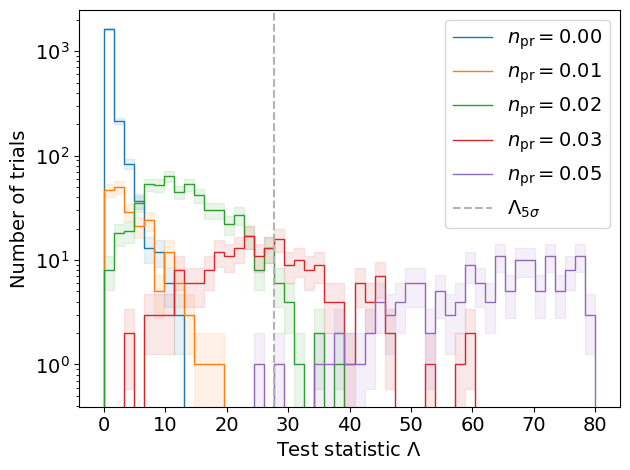 Number of trials
10³
10²
10¹
10⁰
n_pr = 0.00
n_pr = 0.01
n_pr = 0.02
n_pr = 0.03
n_pr = 0.05
Λ_5σ
0 10 20 30 40 50 60 70 80
Test statistic Λ